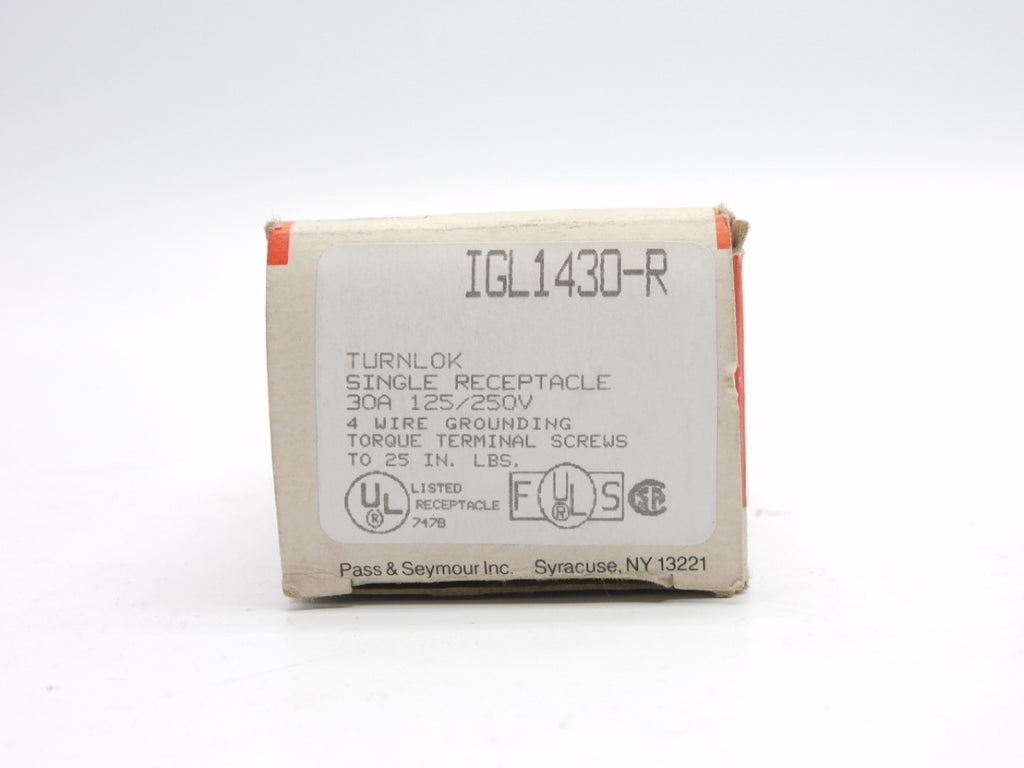 IGL1430-R
TURNLOK
SINGLE RECEPTACLE
30A 125/250V
4 WIRE GROUNDING
TORQUE TERMINAL SCREWS
TO 25 IN. LBS.
UL ® LISTED RECEPTACLE 747B
F UL ® S SA
Pass & Seymour Inc. Syracuse, NY 13221